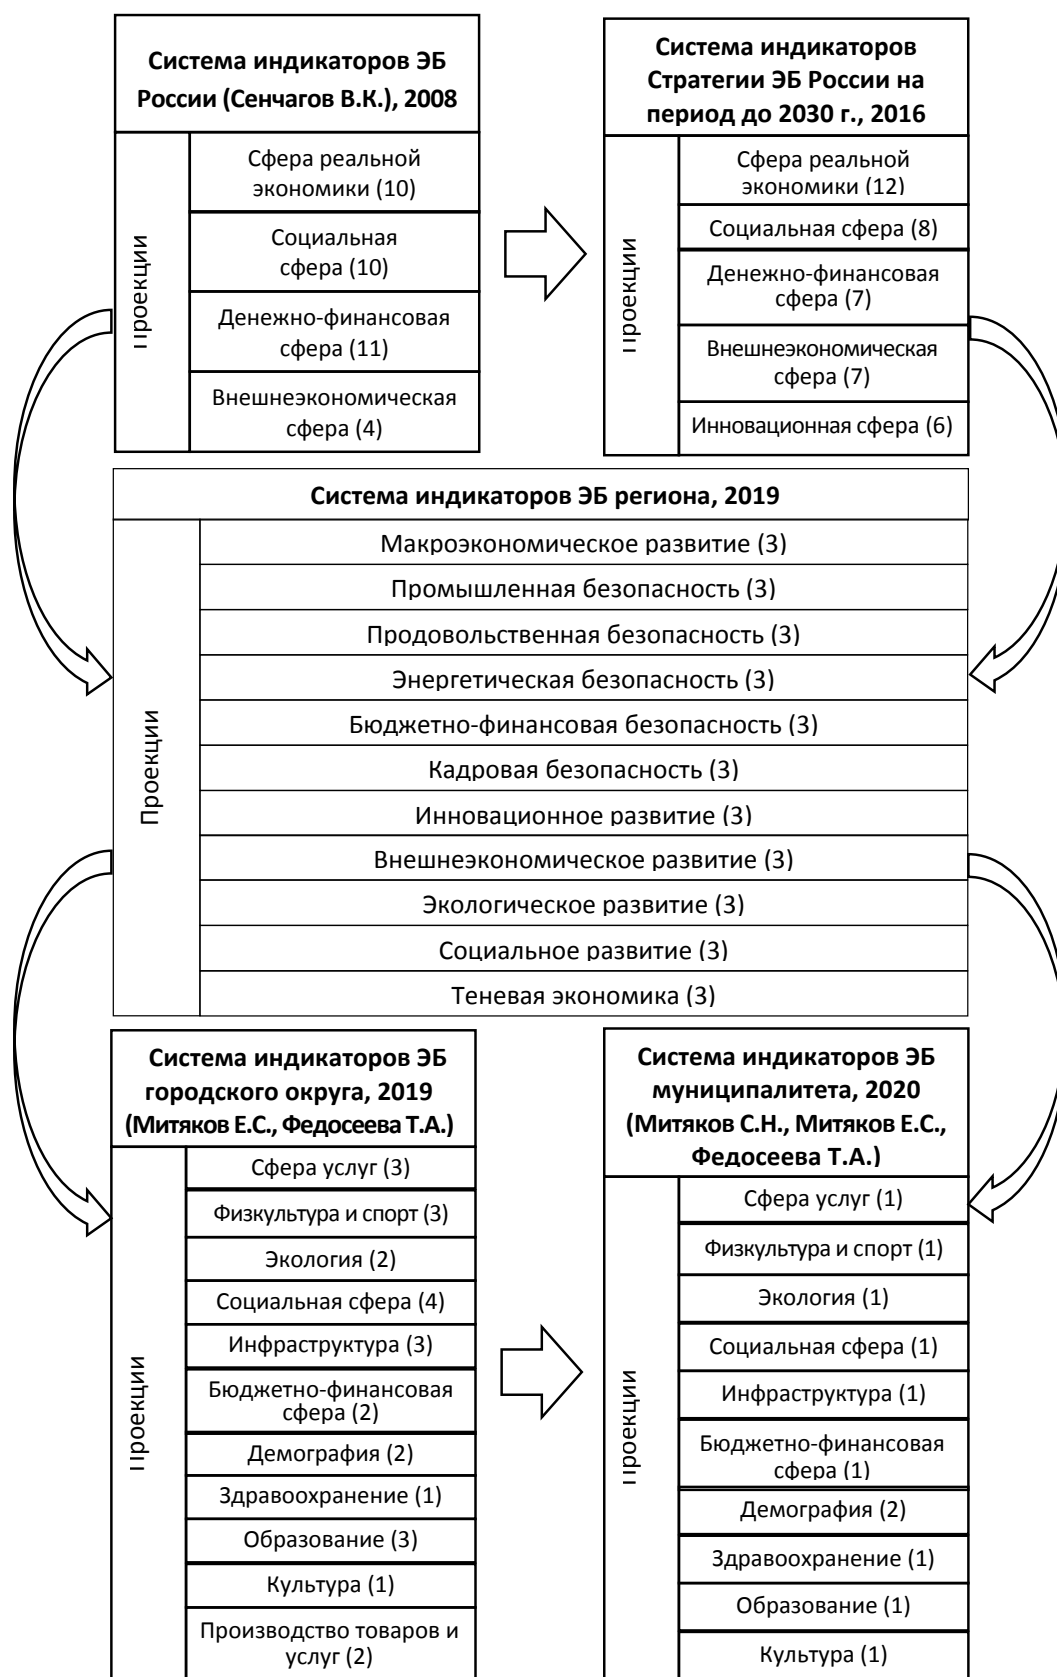 Система индикаторов ЭБ
России (Сенчагов В.К.), 2008
Проекции
Сфера реальной
экономики (10)
Социальная
сфера (10)
Денежно-финансовая
сфера (11)
Внешнеэкономическая
сфера (4)
Система индикаторов
Стратегии ЭБ России на
период до 2030 г., 2016
Проекции
Сфера реальной
экономики (12)
Социальная сфера (8)
Денежно-финансовая
сфера (7)
Внешнеэкономическая
сфера (7)
Инновационная сфера (6)
Система индикаторов ЭБ региона, 2019
Проекции
Макроэкономическое развитие (3)
Промышленная безопасность (3)
Продовольственная безопасность (3)
Энергетическая безопасность (3)
Бюджетно-финансовая безопасность (3)
Кадровая безопасность (3)
Инновационное развитие (3)
Внешнеэкономическое развитие (3)
Экологическое развитие (3)
Социальное развитие (3)
Теневая экономика (3)
Система индикаторов ЭБ
городского округа, 2019
(Митяков Е.С., Федосеева Т.А.)
Проекции
Сфера услуг (3)
Физкультура и спорт (3)
Экология (2)
Социальная сфера (4)
Инфраструктура (3)
Бюджетно-финансовая
сфера (2)
Демография (2)
Здравоохранение (1)
Образование (3)
Культура (1)
Производство товаров и
услуг (2)
Система индикаторов ЭБ
муниципалитета, 2020
(Митяков С.Н., Митяков Е.С.,
Федосеева Т.А.)
Проекции
Сфера услуг (1)
Физкультура и спорт (1)
Экология (1)
Социальная сфера (1)
Инфраструктура (1)
Бюджетно-финансовая
сфера (1)
Демография (2)
Здравоохранение (1)
Образование (1)
Культура (1)